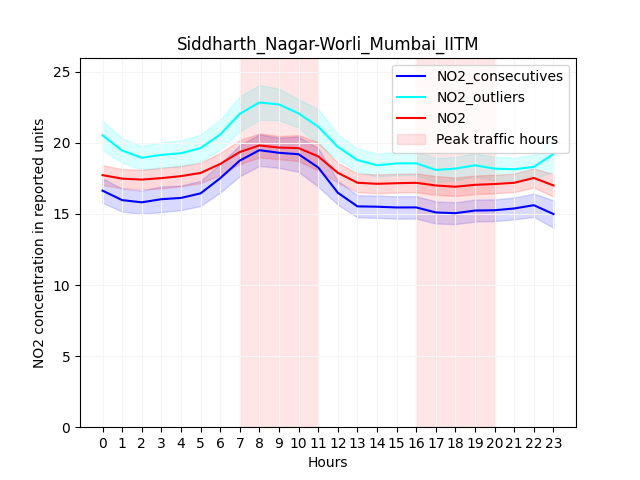 Siddharth_Nagar-Worli_Mumbai_IITM
NO2_consecutives
NO2_outliers
NO2
Peak traffic hours
NO2 concentration in reported units
25
20
15
10
5
0
0 1 2 3 4 5 6 7 8 9 10 11 12 13 14 15 16 17 18 19 20 21 22 23
Hours